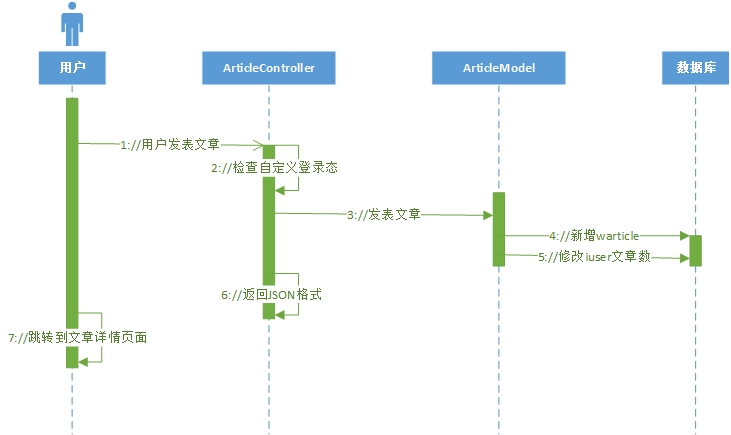 用户
ArticleController
ArticleModel
数据库
1://用户发表文章
2://检查自定义登录态
3://发表文章
4://新增warticle
5://修改iuser文章数
6://返回JSON格式
7://跳转到文章详情页面